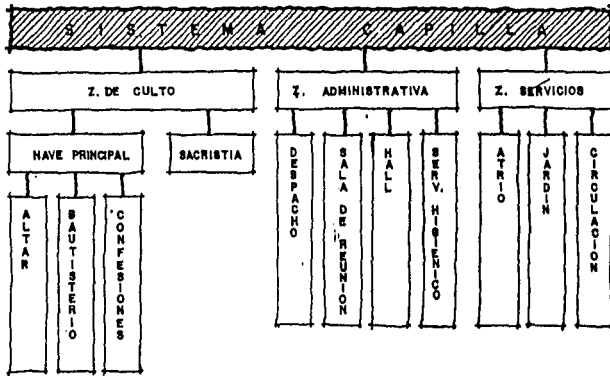 SISTEMA CAPILLA
Z. DE CULTO
Z. ADMINISTRATIVA
Z. SERVICIOS
NAVE PRINCIPAL
SACRISTIA
DESPACHO
SALA DE REUNION
HALL
SERV. HIGIENICO
ATRIO
JARDIN
CIRCULACION
ALTAR
BAUTISTERIO
CONFESIONES